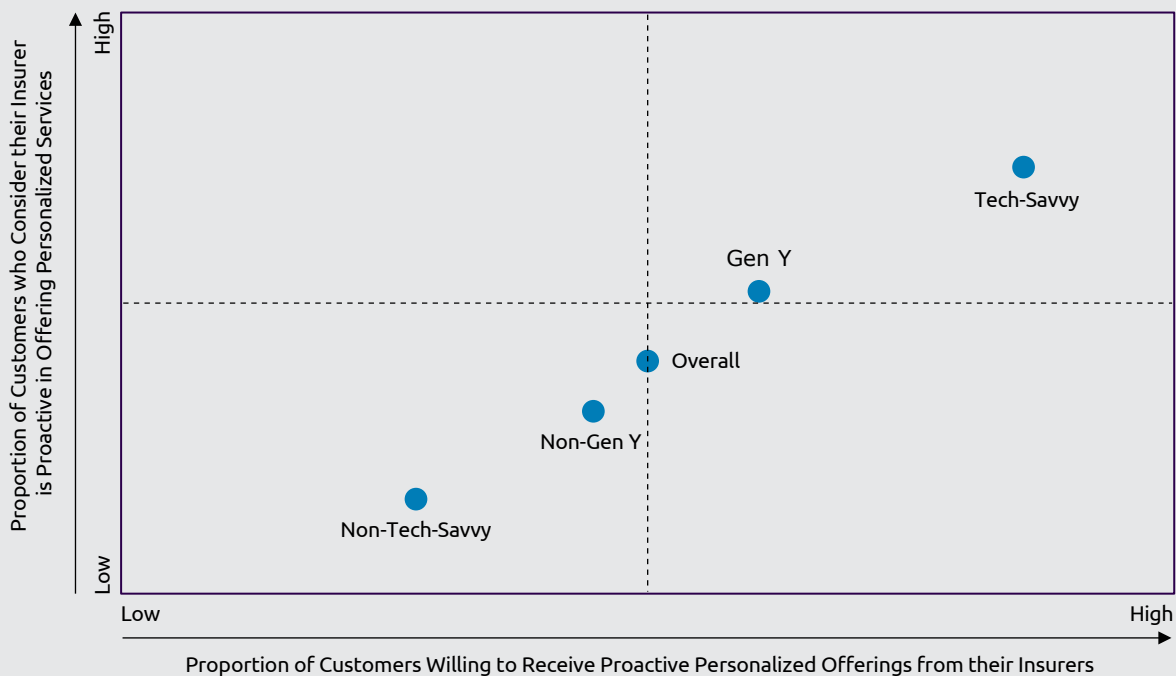 Proportion of Customers who Consider their Insurer
is Proactive in Offering Personalized Services
High
Low
Tech-Savvy
Gen Y
Overall
Non-Gen Y
Non-Tech-Savvy
Low
High
Proportion of Customers Willing to Receive Proactive Personalized Offerings from their Insurers